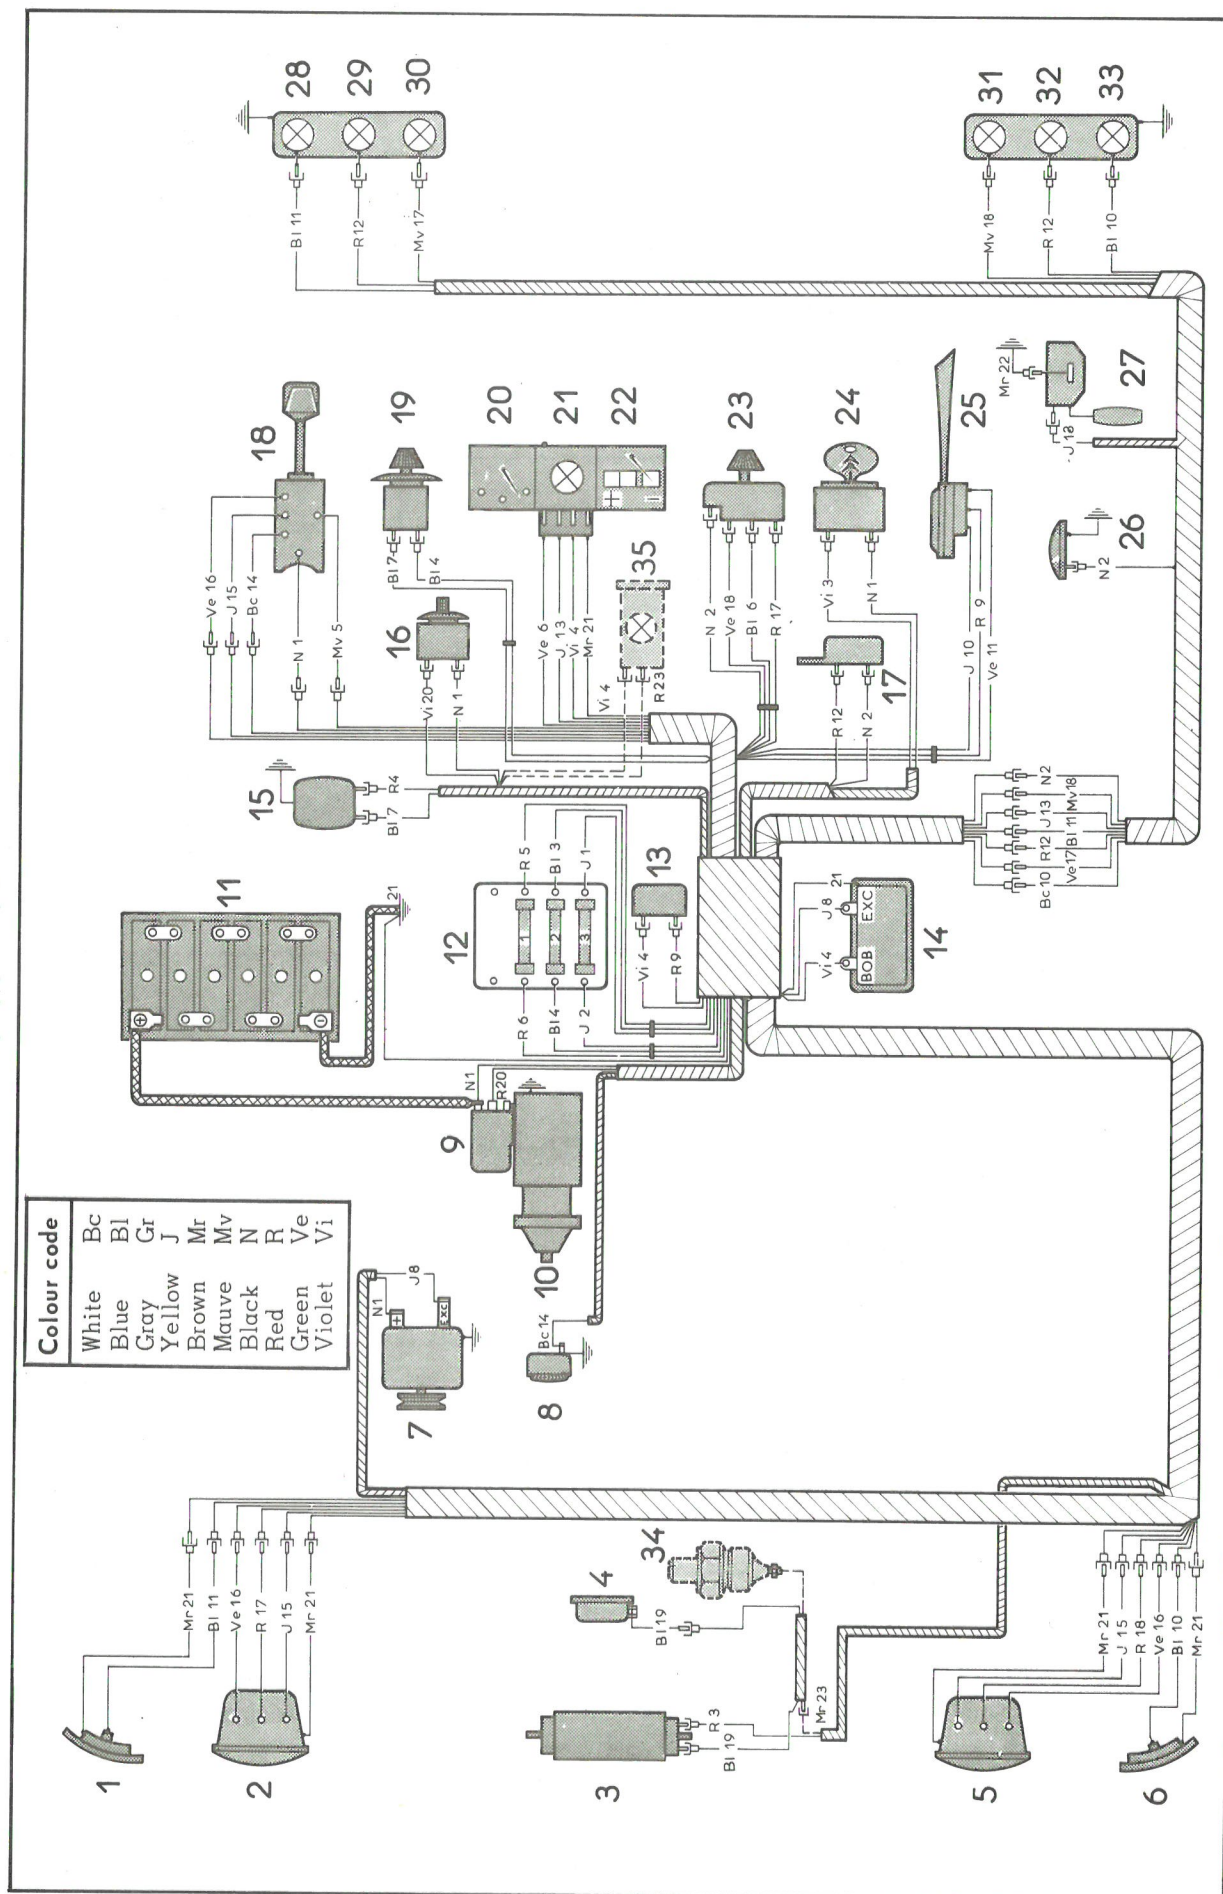 Colour code
White Bc
Blue Bl
Gray Gr
Yellow J
Brown Mr
Mauve Mv
Black N
Red R
Green Ve
Violet Vi
1
Mr 21
Bl 11
2
Ve 16
R 17
J 15
Mr 21
3
Bl 19
R 3
Mr 23
4
Bl 19
34
5
Mr 21
J 15
R 18
Ve 16
6
Bl 10
Mr 21
7
N1
+
EXC
J8
8
Bc14
9
N1
R20
10
11
+
−
21
12
R 6
1
R 5
Bl4
2
Bl 3
J 2
3
J 1
13
Vi 4
R9
14
Vi 4
J8
21
BOB
EXC
15
Bl 7
R4
16
Vi 20
N 1
17
R 12
N 2
18
Ve 16
J 15
Bc 14
N 1
Mv 5
19
Bl 7
Bl 4
20
21
22
+
−
Ve 6
J 13
Vi 4
Mr 21
35
Vi 4
R23
23
N 2
Ve 18
Bl 6
R 17
24
Vi 3
N 1
25
J 10
R 9
Ve 11
26
N 2
27
Mr 22
Bc 10
Ve17
R12
Bl 11
J 13
Mv18
N2
28
29
30
Bl 11
R12
Mv 17
31
32
33
Mv 18
R 12
Bl 10